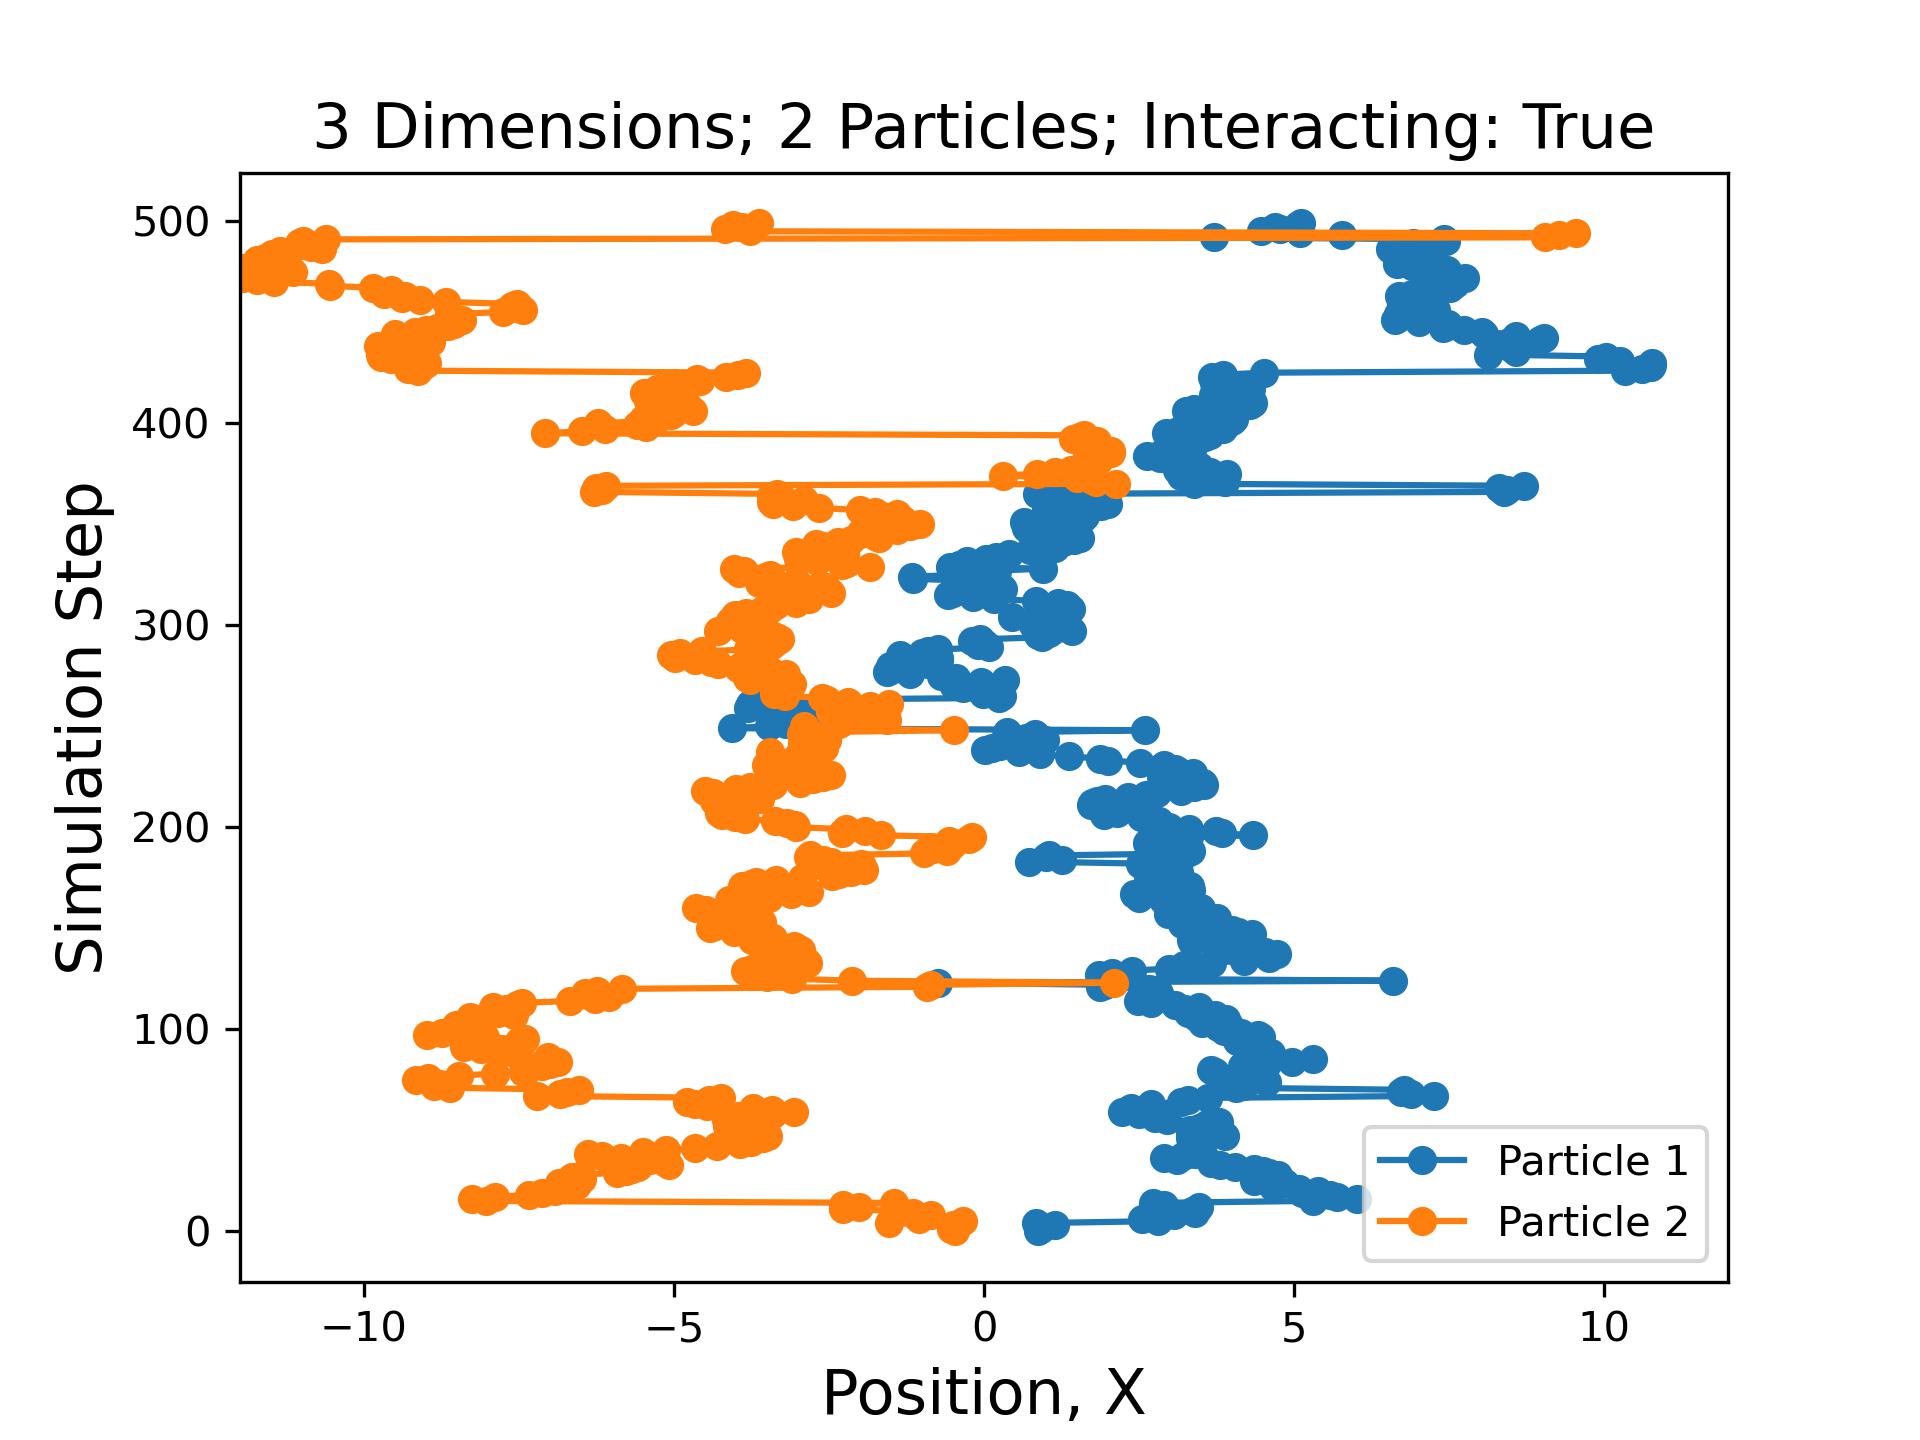 3 Dimensions; 2 Particles; Interacting: True
Simulation Step
500
400
300
200
100
0
−10
−5
0
5
10
Position, X
Particle 1
Particle 2